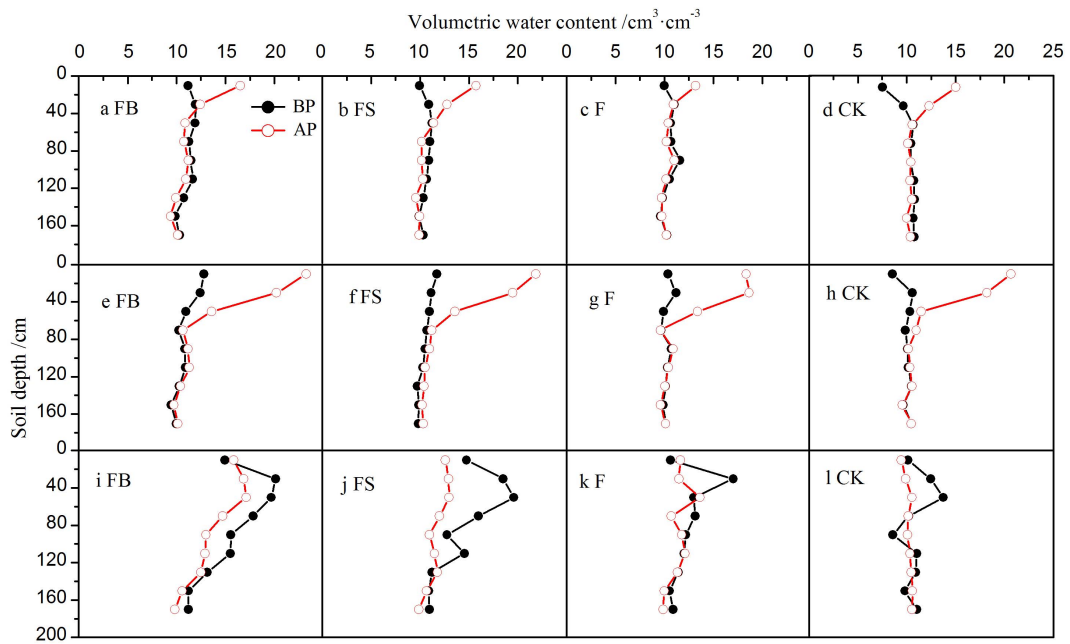 Volumctric water content /cm³·cm⁻³
0 5 10 15 20 25 0 5 10 15 20 0 5 10 15 20 0 5 10 15 20 25
0
40
80
120
160
0
40
80
120
160
0
40
80
120
160
200
Soil depth /cm
a FB
BP
AP
b FS
c F
d CK
e FB
f FS
g F
h CK
i FB
j FS
k F
l CK